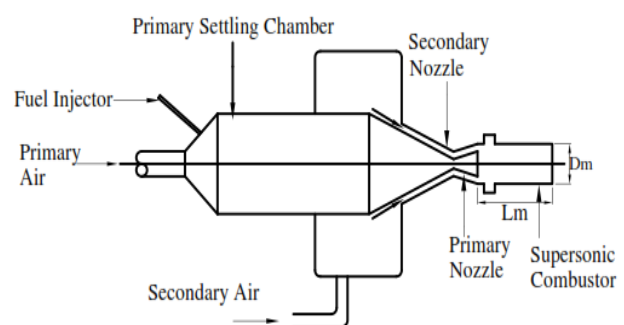 Primary Settling Chamber
Secondary
Nozzle
Fuel Injector
Primary
Air
Dm
Lm
Primary
Nozzle
Supersonic
Combustor
Secondary Air